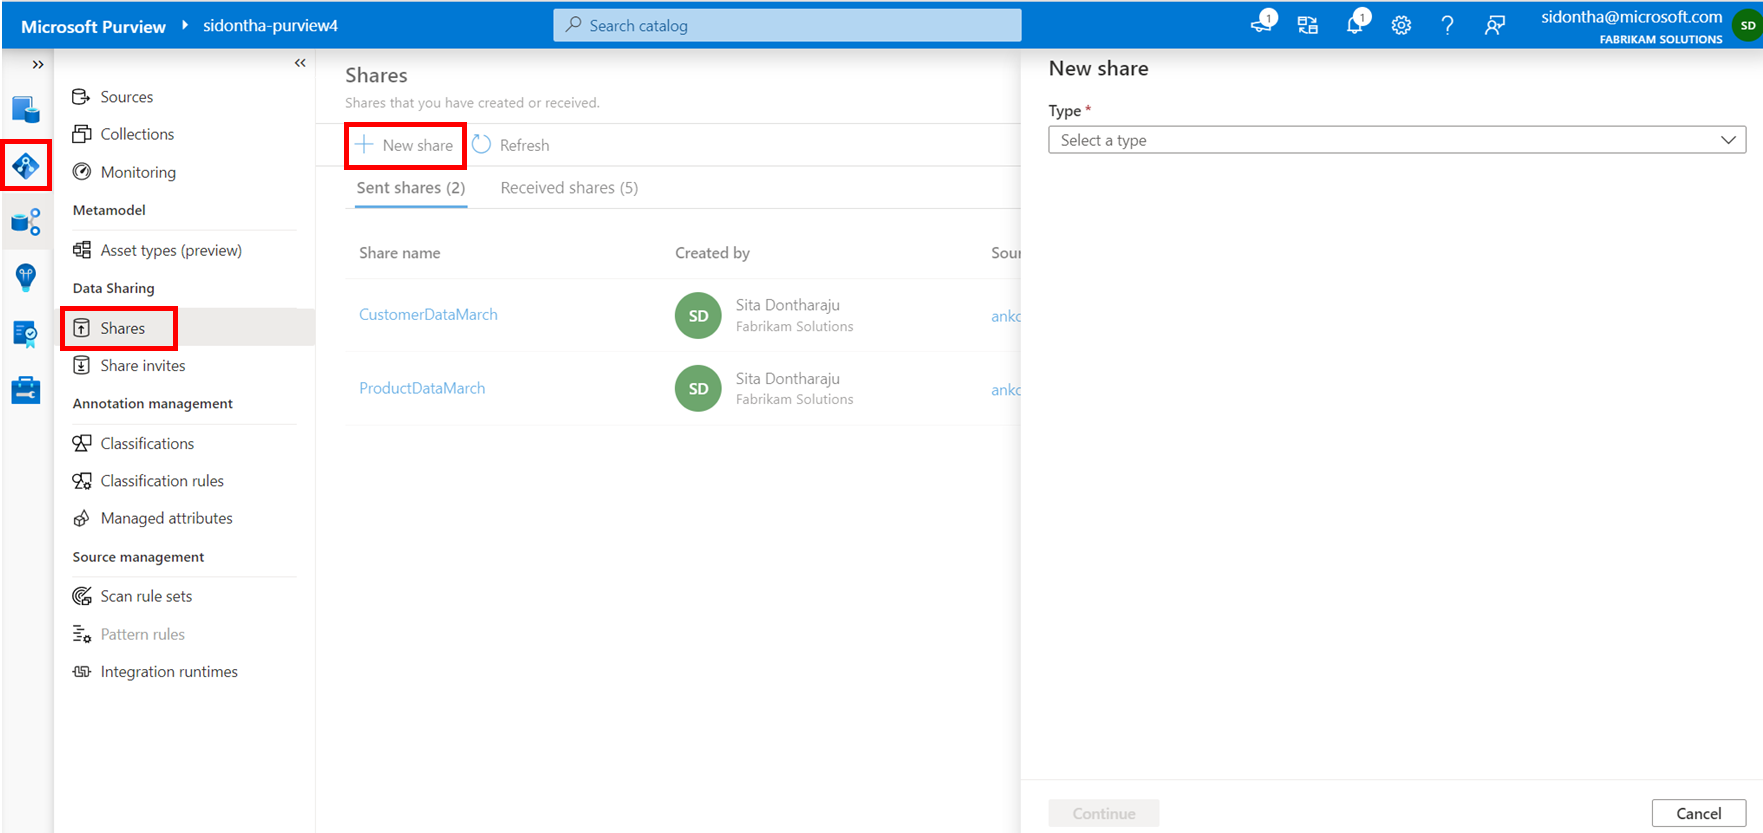 Microsoft Purview
sidontha-purview4
Search catalog
1
1
sidontha@microsoft.com
FABRIKAM SOLUTIONS
SD
Sources
Collections
Monitoring
Metamodel
Asset types (preview)
Data Sharing
Shares
Share invites
Annotation management
Classifications
Classification rules
Managed attributes
Source management
Scan rule sets
Pattern rules
Integration runtimes
Shares
Shares that you have created or received.
New share
Refresh
Sent shares (2)
Received shares (5)
Share name
Created by
Sour
CustomerDataMarch
SD
Sita Dontharaju
Fabrikam Solutions
anko
ProductDataMarch
SD
Sita Dontharaju
Fabrikam Solutions
anko
New share
Type *
Select a type
Continue
Cancel